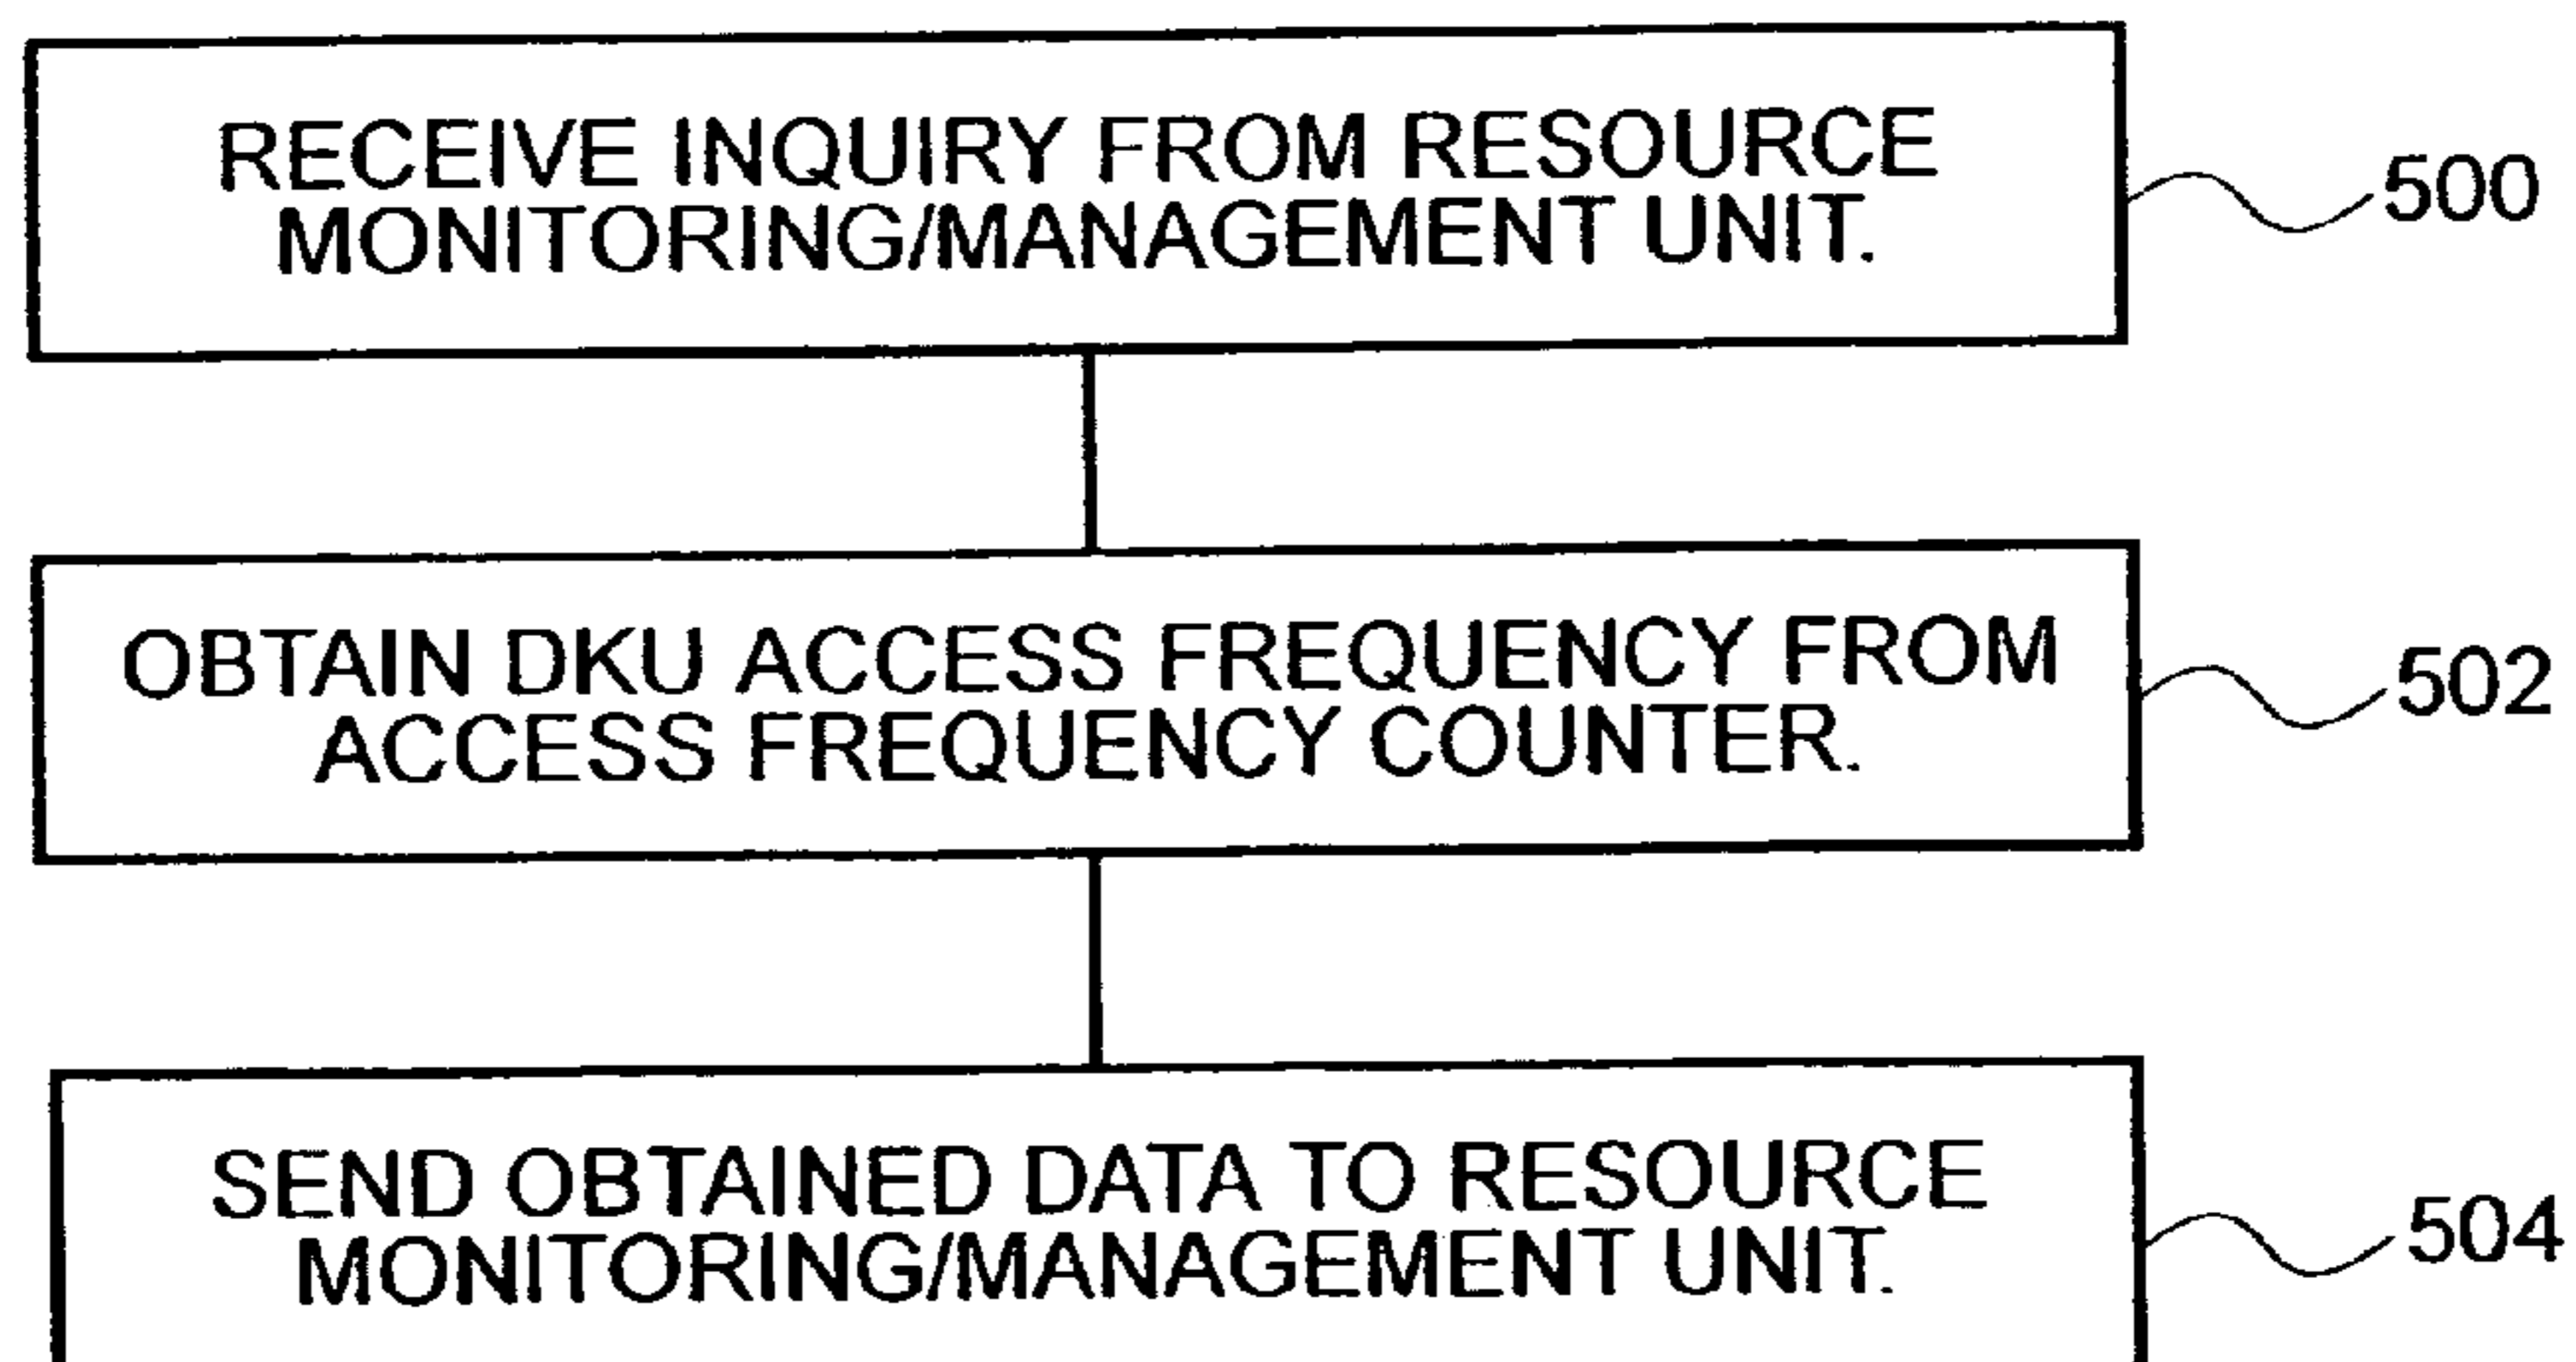 RECEIVE INQUIRY FROM RESOURCE
MONITORING/MANAGEMENT UNIT.
500
OBTAIN DKU ACCESS FREQUENCY FROM
ACCESS FREQUENCY COUNTER.
502
SEND OBTAINED DATA TO RESOURCE
MONITORING/MANAGEMENT UNIT.
504